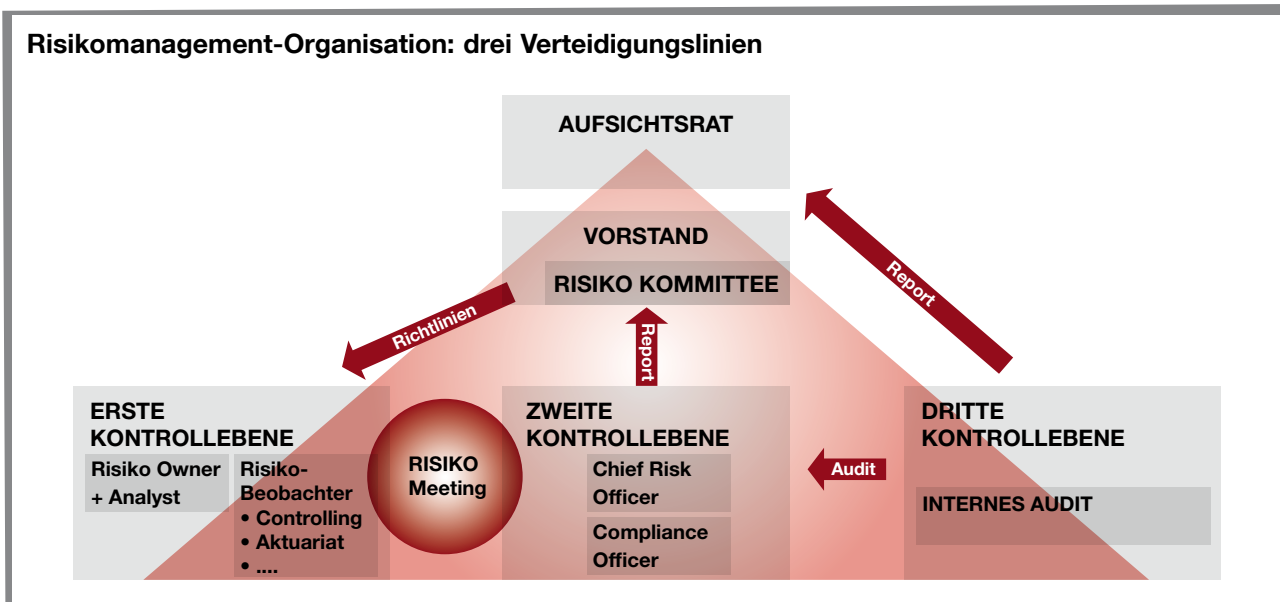 Risikomanagement-Organisation: drei Verteidigungslinien
AUFSICHTSRAT
VORSTAND
RISIKO KOMMITTEE
Richtlinien
Report
Report
ERSTE
KONTROLLEBENE
Risiko Owner
+ Analyst
Risiko-
Beobachter
• Controlling
• Aktuariat
• ....
RISIKO
Meeting
ZWEITE
KONTROLLEBENE
Chief Risk
Officer
Compliance
Officer
Audit
DRITTE
KONTROLLEBENE
INTERNES AUDIT